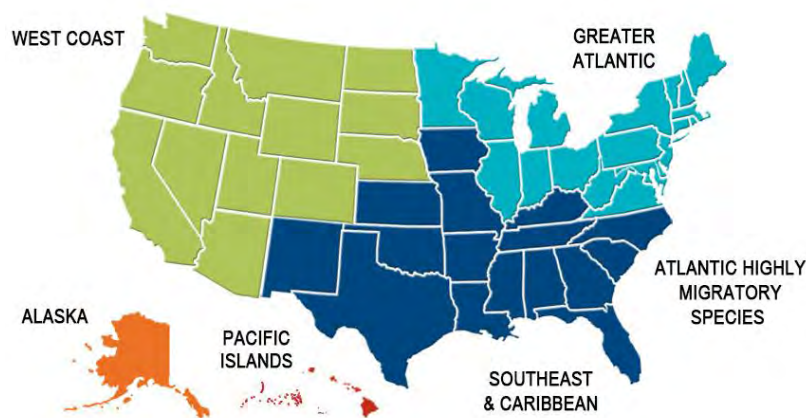 WEST COAST
GREATER
ATLANTIC
ATLANTIC HIGHLY
MIGRATORY
SPECIES
ALASKA
PACIFIC
ISLANDS
SOUTHEAST
& CARIBBEAN